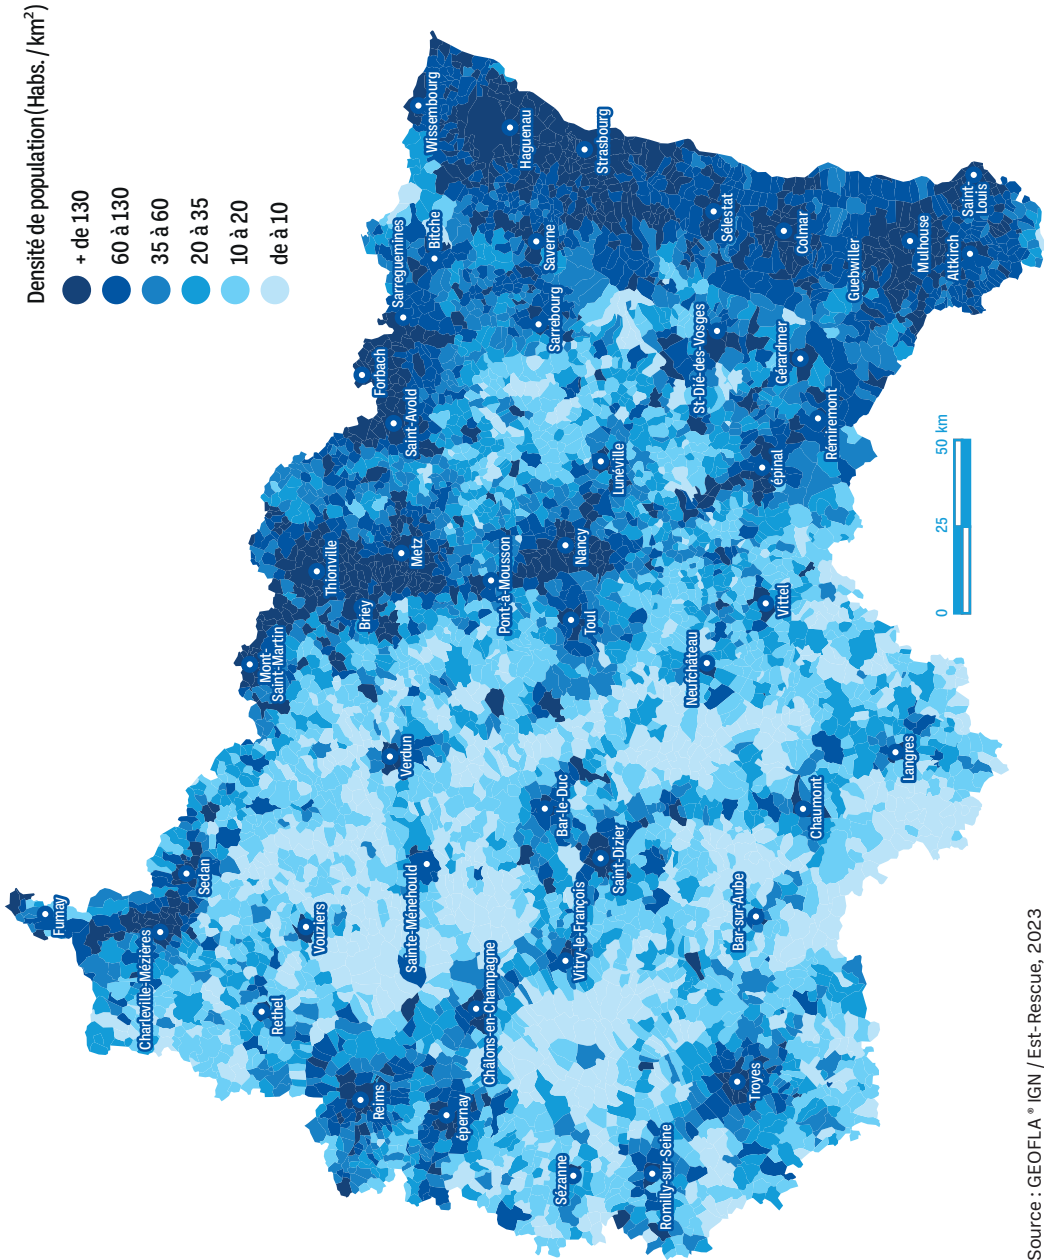 Densité de population (Habs. / km²)
+ de 130
60 à 130
35 à 60
20 à 35
10 à 20
de à 10
Fumay
Charleville-Mézières
Sedan
Rethel
Vouziers
Mont-
Saint-Martin
Thionville
Briey
Metz
Forbach
Saint-Avold
Sarreguemines
Bitche
Wissembourg
Haguenau
Strasbourg
Saverne
Sarrebourg
Reims
épernay
Châlons-en-Champagne
Sainte-Ménehould
Verdun
Pont-à-Mousson
Nancy
Toul
Lunéville
Bar-le-Duc
Saint-Dizier
Vitry-le-François
Sézanne
Romilly-sur-Seine
Troyes
Bar-sur-Aube
Chaumont
Langres
Neufchâteau
Vittel
épinal
St-Dié-des-Vosges
Gérardmer
Rémiremont
Sélestat
Colmar
Guebwiller
Mulhouse
Altkirch
Saint-
Louis
0 25 50 km
Source : GEOFLA ® IGN / Est-Rescue, 2023